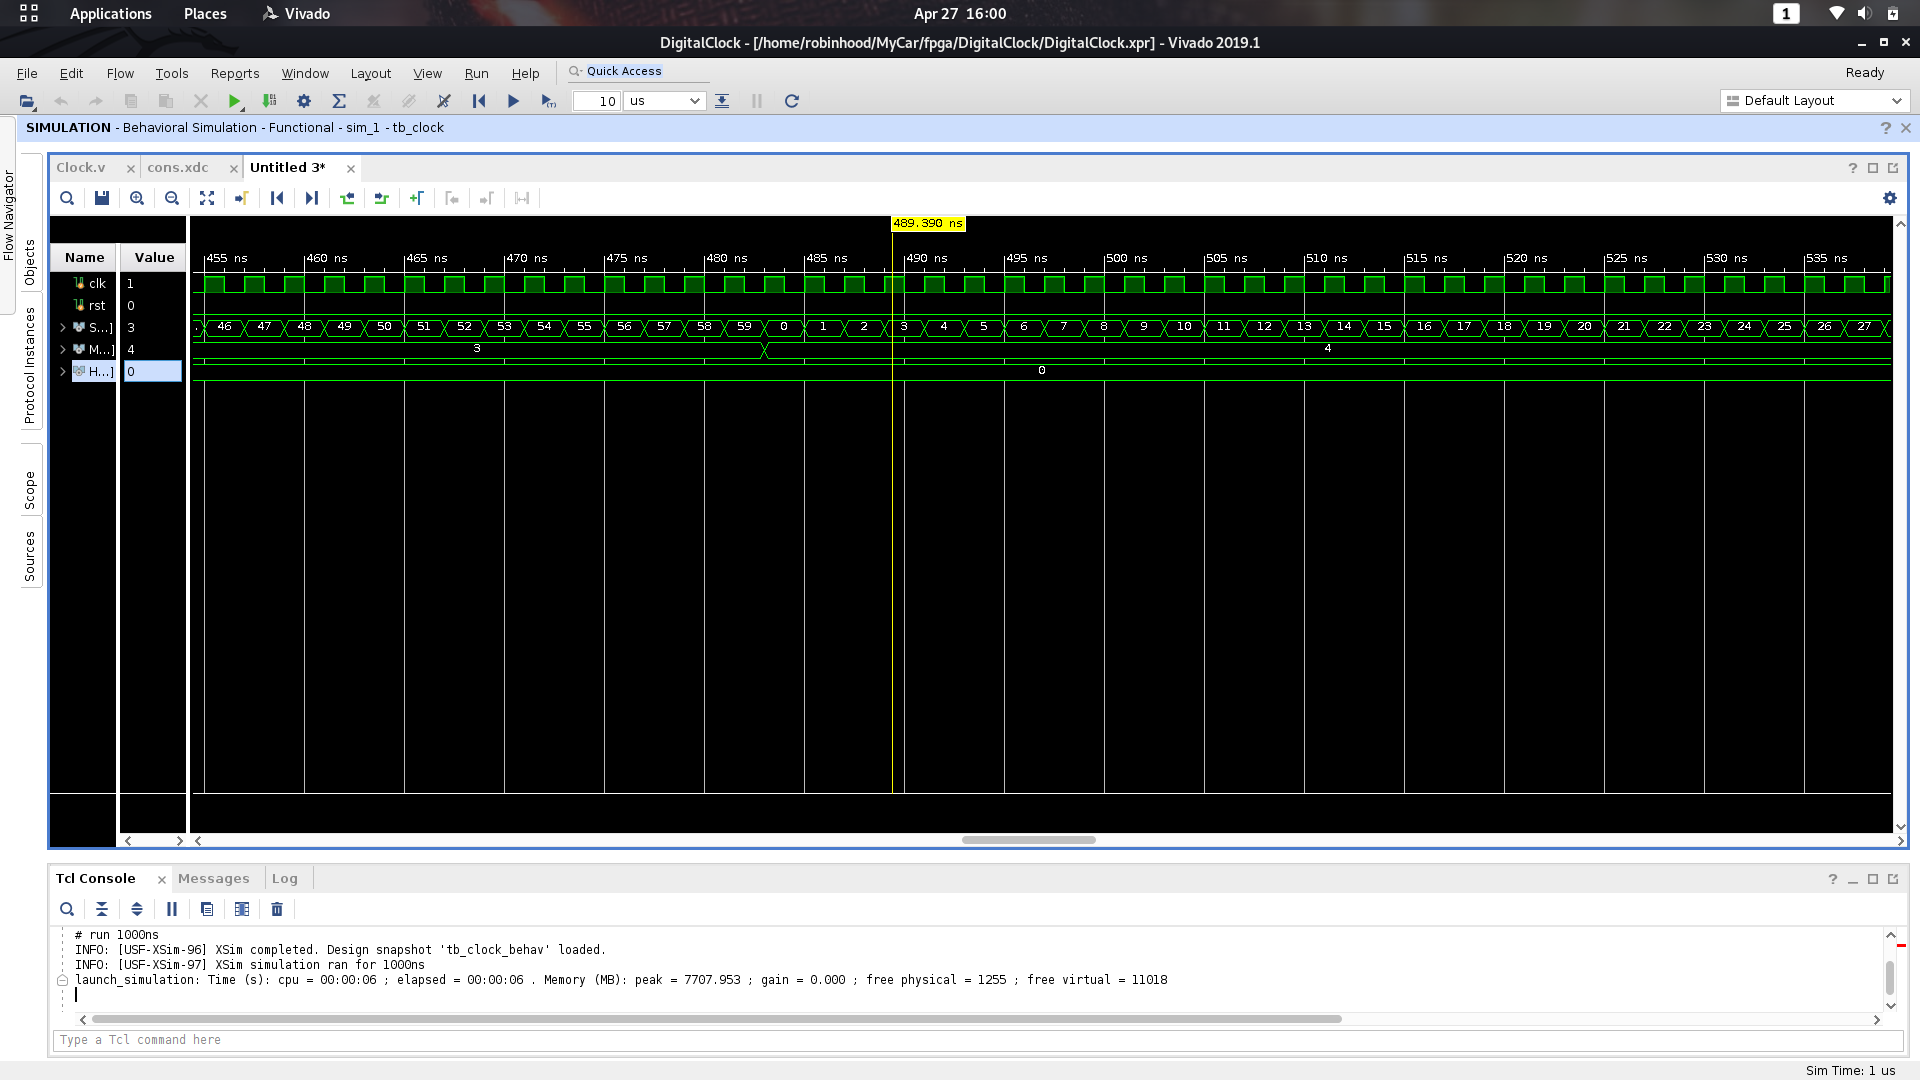 Applications Places Vivado Apr 27 16:00 1
DigitalClock - [/home/robinhood/MyCar/fpga/DigitalClock/DigitalClock.xpr] - Vivado 2019.1
File Edit Flow Tools Reports Window Layout View Run Help Quick Access Ready
10 us Default Layout
SIMULATION - Behavioral Simulation - Functional - sim_1 - tb_clock
Flow Navigator
Objects
Protocol Instances
Scope
Sources
Clock.v cons.xdc Untitled 3*
489.390 ns
Name Value 455 ns 460 ns 465 ns 470 ns 475 ns 480 ns 485 ns 490 ns 495 ns 500 ns 505 ns 510 ns 515 ns 520 ns 525 ns 530 ns 535 ns
clk 1
rst 0
S...] 3 46 47 48 49 50 51 52 53 54 55 56 57 58 59 0 1 2 3 4 5 6 7 8 9 10 11 12 13 14 15 16 17 18 19 20 21 22 23 24 25 26 27
M...] 4 3 4
H...] 0 0
Tcl Console Messages Log
# run 1000ns
INFO: [USF-XSim-96] XSim completed. Design snapshot 'tb_clock_behav' loaded.
INFO: [USF-XSim-97] XSim simulation ran for 1000ns
launch_simulation: Time (s): cpu = 00:00:06 ; elapsed = 00:00:06 . Memory (MB): peak = 7707.953 ; gain = 0.000 ; free physical = 1255 ; free virtual = 11018
Type a Tcl command here
Sim Time: 1 us